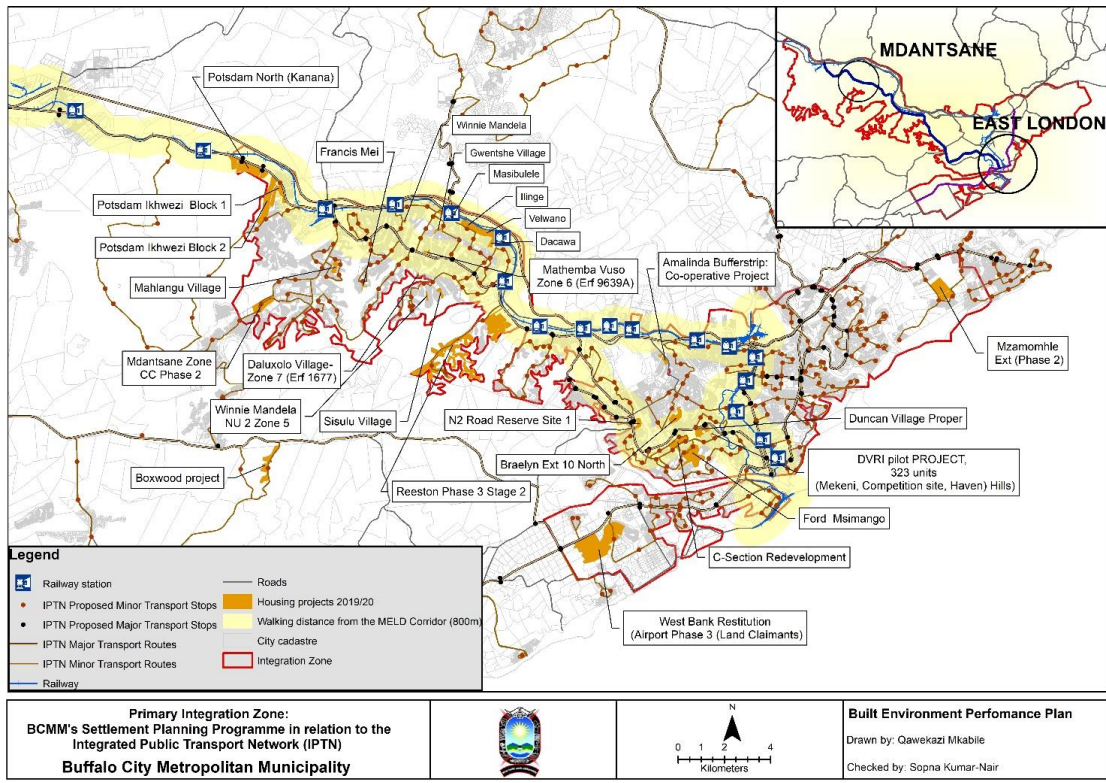 MDANTSANE
EAST LONDON
Potsdam North (Kanana)
Winnie Mandela
Francis Mei
Gwentshe Village
Masibulele
Ilinge
Potsdam Ikhwezi Block 1
Velwano
Potsdam Ikhwezi Block 2
Dacawa
Mathemba Vuso
Zone 6 (Erf 9639A)
Amalinda Bufferstrip:
Co-operative Project
Mahlangu Village
Mzamomhle
Ext (Phase 2)
Mdantsane Zone
CC Phase 2
Daluxolo Village-
Zone 7 (Erf 1677)
Winnie Mandela
NU 2 Zone 5
Sisulu Village
N2 Road Reserve Site 1
Duncan Village Proper
Braelyn Ext 10 North
DVRI pilot PROJECT,
323 units
(Mekeni, Competition site, Haven) Hills)
Boxwood project
Reeston Phase 3 Stage 2
Ford Msimango
C-Section Redevelopment
West Bank Restitution
(Airport Phase 3 (Land Claimants)
Legend
Railway station
IPTN Proposed Minor Transport Stops
IPTN Proposed Major Transport Stops
IPTN Major Transport Routes
IPTN Minor Transport Routes
Railway
Roads
Housing projects 2019/20
Walking distance from the MELD Corridor (800m)
City cadastre
Integration Zone
Primary Integration Zone:
BCMM's Settlement Planning Programme in relation to the
Integrated Public Transport Network (IPTN)
Buffalo City Metropolitan Municipality
N
0 2 4
Kilometers
Built Environment Perfomance Plan
Drawn by: Qawekazi Mkabile
Checked by: Sopna Kumar-Nair